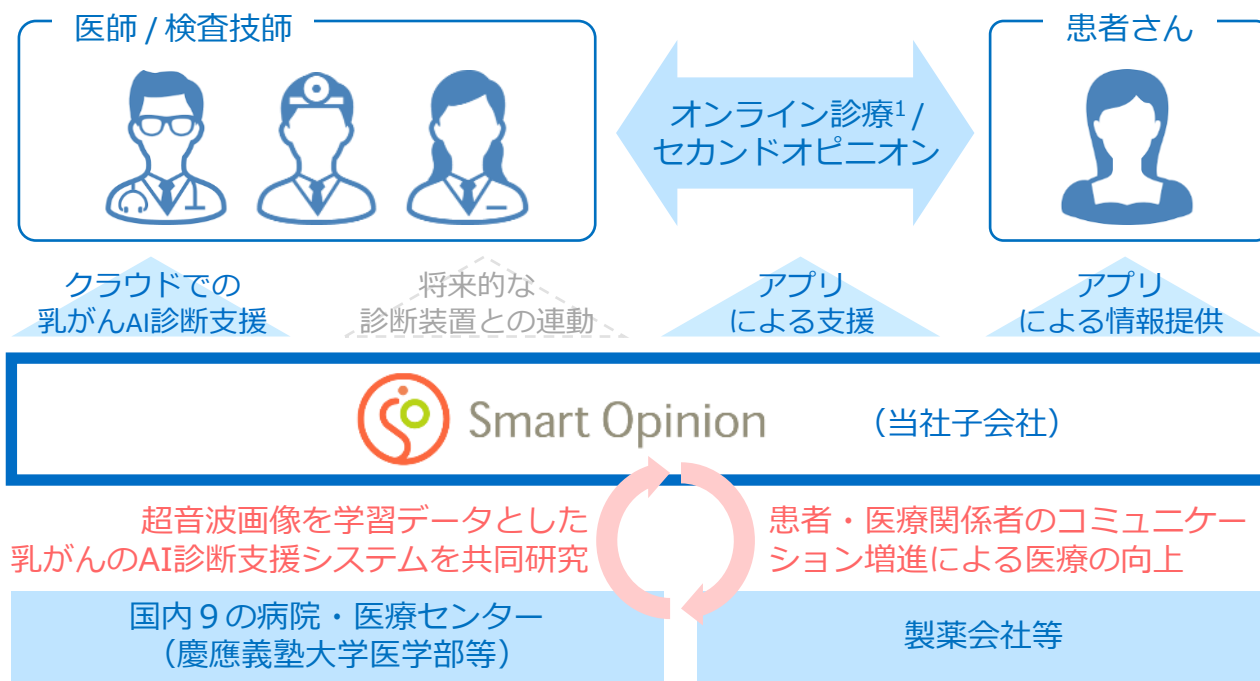 医師 / 検査技師
患者さん
オンライン診療1 /
セカンドオピニオン
クラウドでの
乳がんAI診断支援
将来的な
診断装置との連動
アプリ
による支援
アプリ
による情報提供
Smart Opinion
（当社子会社）
超音波画像を学習データとした
乳がんのAI診断支援システムを共同研究
患者・医療関係者のコミュニケー
ション増進による医療の向上
国内９の病院・医療センター
（慶應義塾大学医学部等）
製薬会社等